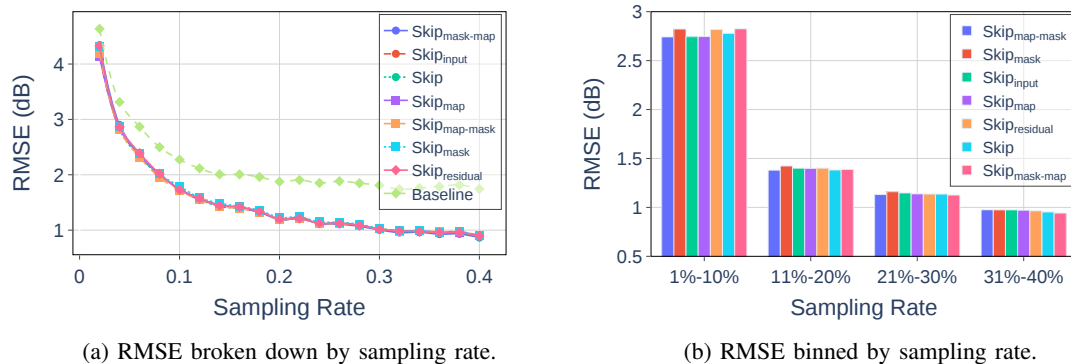 RMSE (dB)
4
3
2
1
0
0.1
0.2
0.3
0.4
Sampling Rate
Skipmask-map
Skipinput
Skip
Skipmap
Skipmap-mask
Skipmask
Skipresidual
Baseline
(a) RMSE broken down by sampling rate.
RMSE (dB)
3
2.5
2
1.5
1
0.5
1%-10%
11%-20%
21%-30%
31%-40%
Sampling Rate
Skipmap-mask
Skipmask
Skipinput
Skipmap
Skipresidual
Skip
Skipmask-map
(b) RMSE binned by sampling rate.